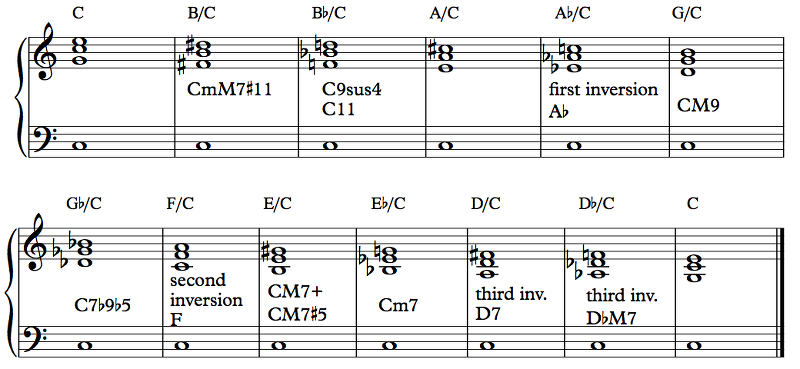 C B/C B♭/C A/C A♭/C G/C
CmM7♯11
C9sus4
C11
first inversion
A♭
CM9
G♭/C F/C E/C E♭/C D/C D♭/C C
C7♭9♭5
second
inversion
F
CM7+
CM7♯5
Cm7
third inv.
D7
third inv.
D♭M7